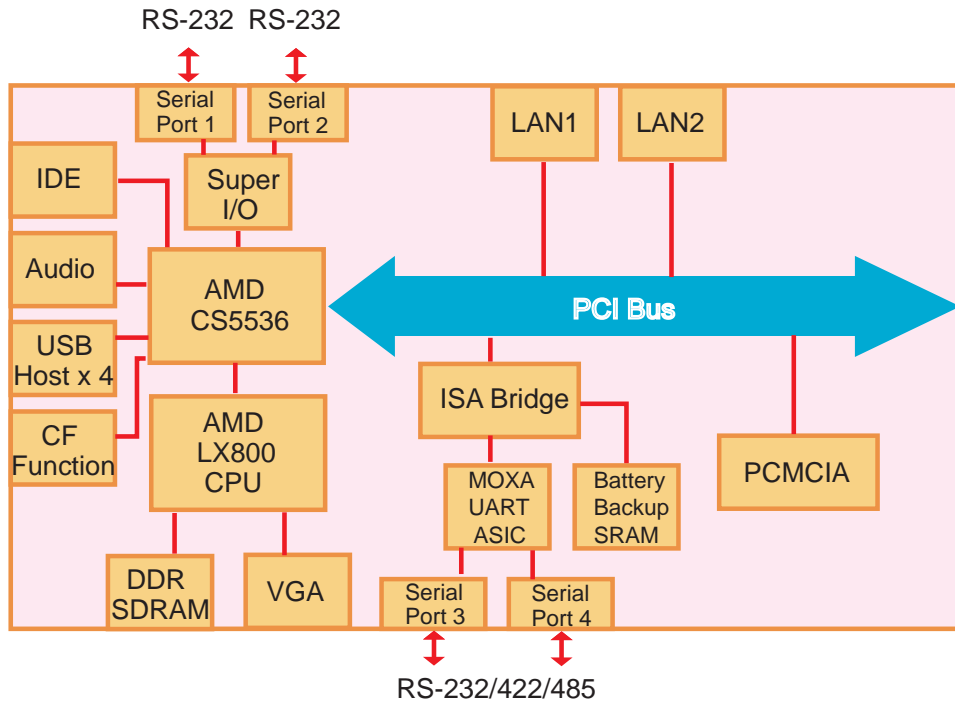 RS-232 RS-232
Serial
Port 1
Serial
Port 2
LAN1
LAN2
IDE
Super
I/O
Audio
AMD
CS5536
PCI Bus
USB
Host x 4
CF
Function
AMD
LX800
CPU
ISA Bridge
MOXA
UART
ASIC
Battery
Backup
SRAM
PCMCIA
DDR
SDRAM
VGA
Serial
Port 3
Serial
Port 4
RS-232/422/485